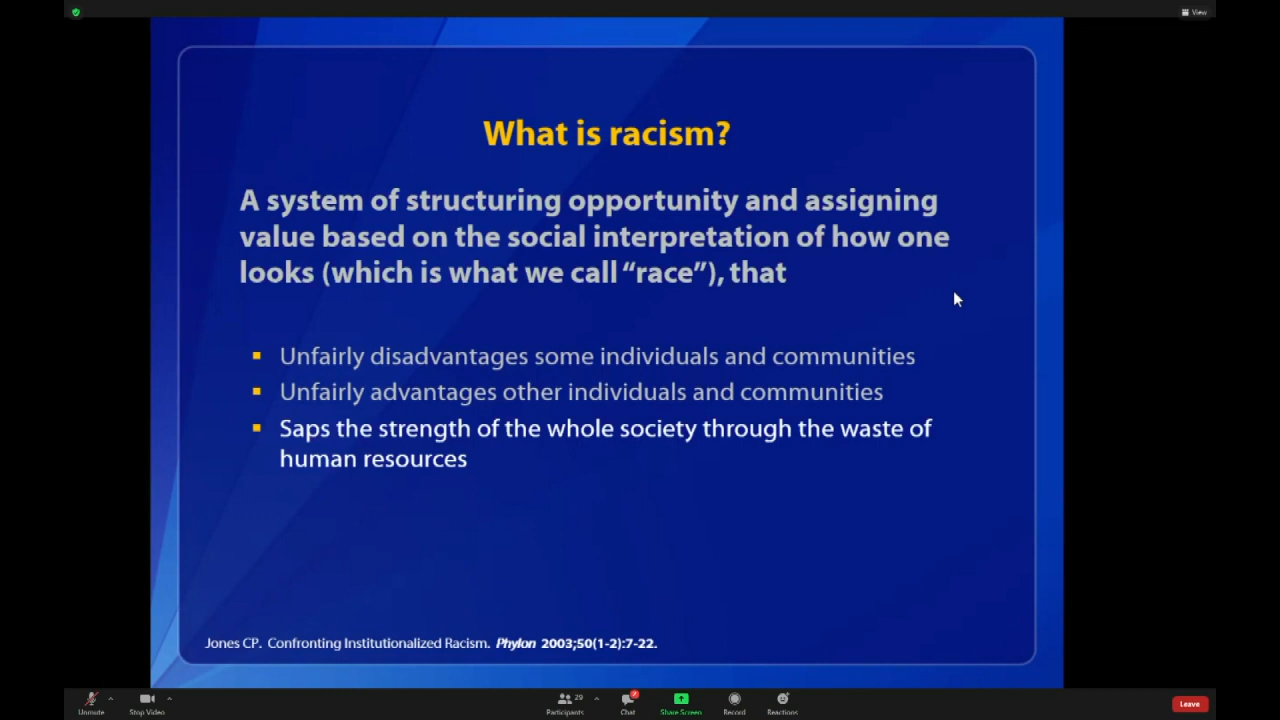 View
What is racism?
A system of structuring opportunity and assigning
value based on the social interpretation of how one
looks (which is what we call “race”), that
▪ Unfairly disadvantages some individuals and communities
▪ Unfairly advantages other individuals and communities
▪ Saps the strength of the whole society through the waste of
human resources
Jones CP. Confronting Institutionalized Racism. Phylon 2003;50(1-2):7-22.
29
2
Unmute Stop Video Participants Chat Share Screen Record Reactions Leave